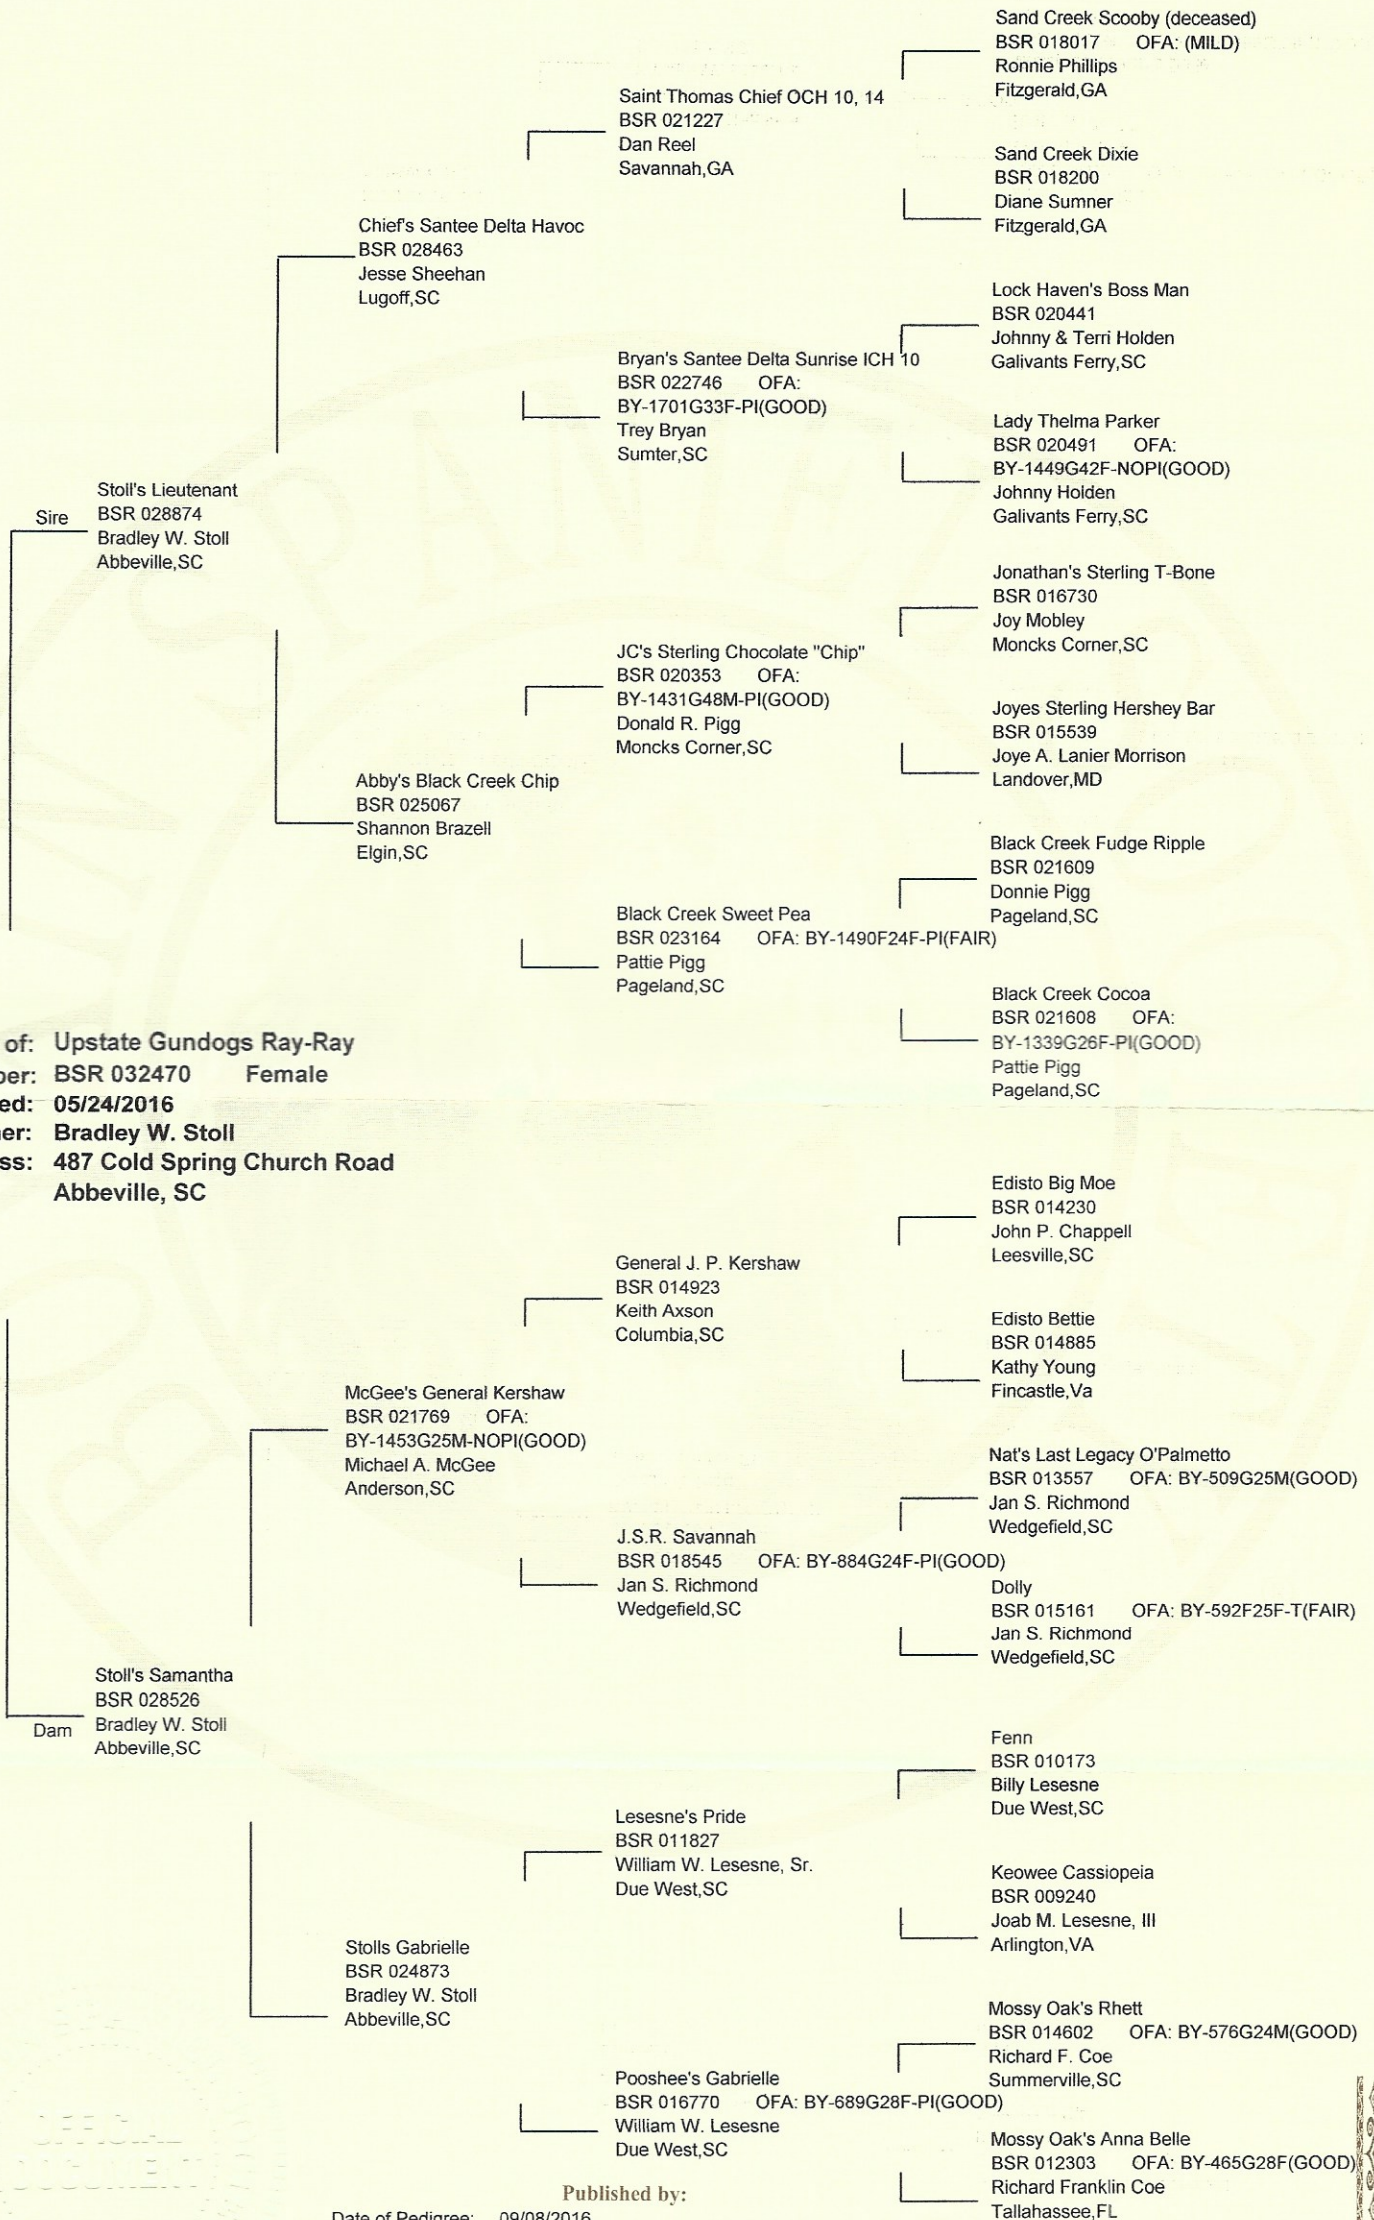 Sand Creek Scooby (deceased)
BSR 018017 OFA: (MILD)
Ronnie Phillips
Fitzgerald,GA
Saint Thomas Chief OCH 10, 14
BSR 021227
Dan Reel
Savannah,GA
Sand Creek Dixie
BSR 018200
Diane Sumner
Fitzgerald,GA
Chief's Santee Delta Havoc
BSR 028463
Jesse Sheehan
Lugoff,SC
Lock Haven's Boss Man
BSR 020441
Johnny & Terri Holden
Galivants Ferry,SC
Bryan's Santee Delta Sunrise ICH 10
BSR 022746 OFA:
BY-1701G33F-PI(GOOD)
Trey Bryan
Sumter,SC
Lady Thelma Parker
BSR 020491 OFA:
BY-1449G42F-NOPI(GOOD)
Johnny Holden
Galivants Ferry,SC
Sire
Stoll's Lieutenant
BSR 028874
Bradley W. Stoll
Abbeville,SC
Jonathan's Sterling T-Bone
BSR 016730
Joy Mobley
Moncks Corner,SC
JC's Sterling Chocolate "Chip"
BSR 020353 OFA:
BY-1431G48M-PI(GOOD)
Donald R. Pigg
Moncks Corner,SC
Joyes Sterling Hershey Bar
BSR 015539
Joye A. Lanier Morrison
Landover,MD
Abby's Black Creek Chip
BSR 025067
Shannon Brazell
Elgin,SC
Black Creek Fudge Ripple
BSR 021609
Donnie Pigg
Pageland,SC
Black Creek Sweet Pea
BSR 023164 OFA: BY-1490F24F-PI(FAIR)
Pattie Pigg
Pageland,SC
Black Creek Cocoa
BSR 021608 OFA:
BY-1339G26F-PI(GOOD)
Pattie Pigg
Pageland,SC
of: Upstate Gundogs Ray-Ray
ber: BSR 032470 Female
ed: 05/24/2016
er: Bradley W. Stoll
ss: 487 Cold Spring Church Road
Abbeville, SC
Edisto Big Moe
BSR 014230
John P. Chappell
Leesville,SC
General J. P. Kershaw
BSR 014923
Keith Axson
Columbia,SC
Edisto Bettie
BSR 014885
Kathy Young
Fincastle,Va
McGee's General Kershaw
BSR 021769 OFA:
BY-1453G25M-NOPI(GOOD)
Michael A. McGee
Anderson,SC
Nat's Last Legacy O'Palmetto
BSR 013557 OFA: BY-509G25M(GOOD)
Jan S. Richmond
Wedgefield,SC
J.S.R. Savannah
BSR 018545 OFA: BY-884G24F-PI(GOOD)
Jan S. Richmond
Wedgefield,SC
Dolly
BSR 015161 OFA: BY-592F25F-T(FAIR)
Jan S. Richmond
Wedgefield,SC
Dam
Stoll's Samantha
BSR 028526
Bradley W. Stoll
Abbeville,SC
Fenn
BSR 010173
Billy Lesesne
Due West,SC
Lesesne's Pride
BSR 011827
William W. Lesesne, Sr.
Due West,SC
Keowee Cassiopeia
BSR 009240
Joab M. Lesesne, III
Arlington,VA
Stolls Gabrielle
BSR 024873
Bradley W. Stoll
Abbeville,SC
Mossy Oak's Rhett
BSR 014602 OFA: BY-576G24M(GOOD)
Richard F. Coe
Summerville,SC
Pooshee's Gabrielle
BSR 016770 OFA: BY-689G28F-PI(GOOD)
William W. Lesesne
Due West,SC
Mossy Oak's Anna Belle
BSR 012303 OFA: BY-465G28F(GOOD)
Richard Franklin Coe
Tallahassee,FL
OFFICIAL
DOCUMENT
Published by:
Date of Pedigree: 09/08/2016